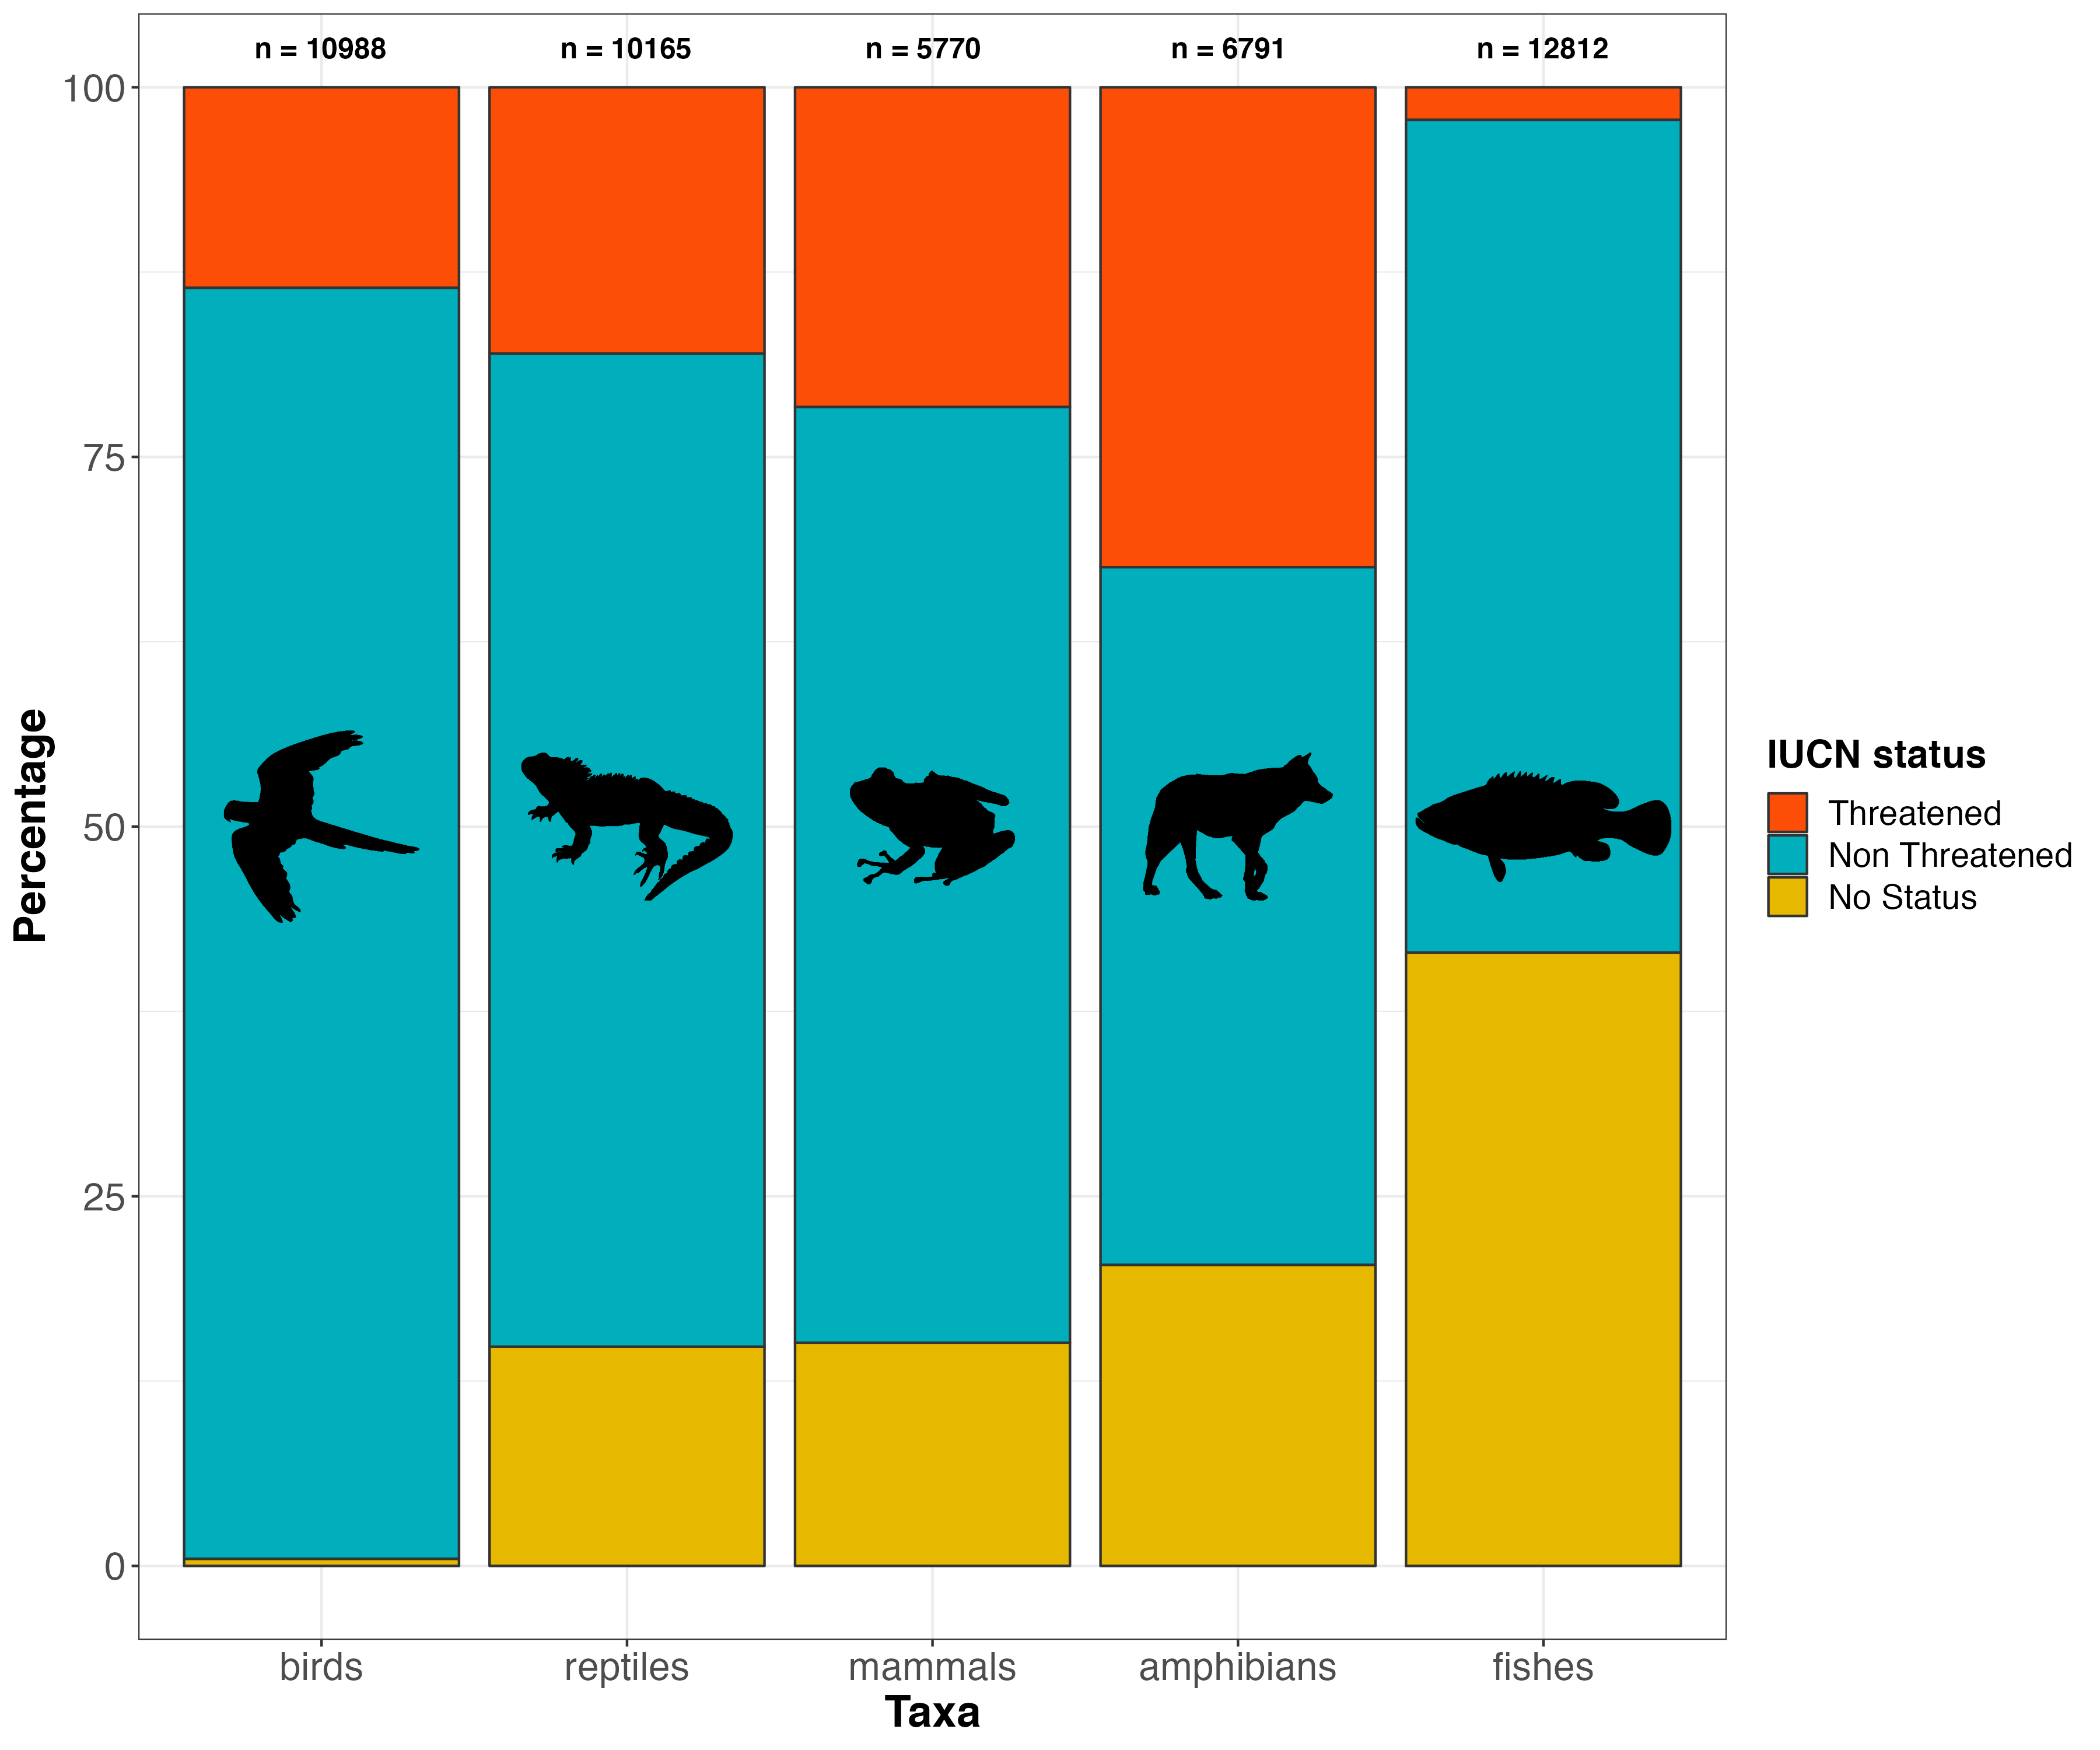 n = 10988
n = 10165
n = 5770
n = 6791
n = 12812
100
75
50
25
0
Percentage
birds
reptiles
mammals
amphibians
fishes
Taxa
IUCN status
Threatened
Non Threatened
No Status